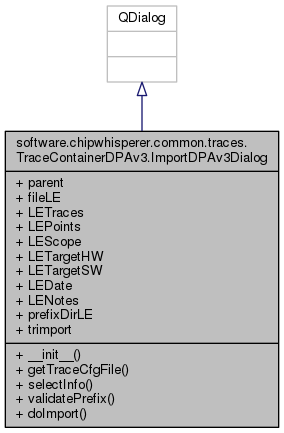 QDialog
software.chipwhisperer.common.traces.
TraceContainerDPAv3.ImportDPAv3Dialog
+ parent
+ fileLE
+ LETraces
+ LEPoints
+ LEScope
+ LETargetHW
+ LETargetSW
+ LEDate
+ LENotes
+ prefixDirLE
+ trimport
+ __init__()
+ getTraceCfgFile()
+ selectInfo()
+ validatePrefix()
+ doImport()